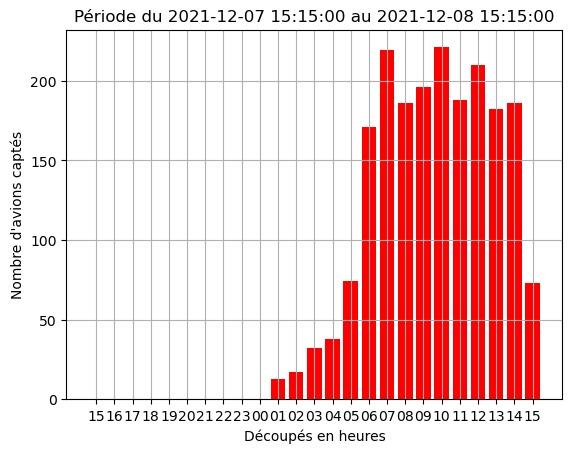 Période du 2021-12-07 15:15:00 au 2021-12-08 15:15:00
200
150
100
50
0
Nombre d'avions captés
15 16 17 18 19 20 21 22 23 00 01 02 03 04 05 06 07 08 09 10 11 12 13 14 15
Découpés en heures